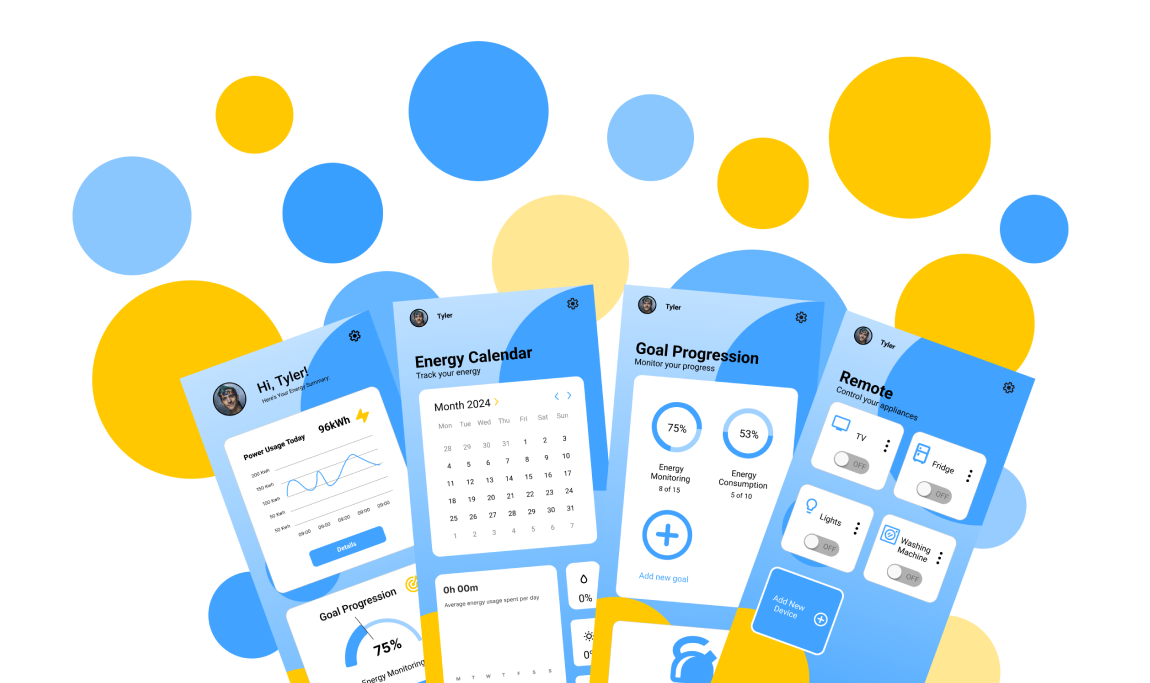 Hi, Tyler!
Here's Your Energy Summary
Power Usage Today
96kWh
200 Kwh
150 Kwh
100 Kwh
50 Kwh
50 Kwh
09:00 09:00 09:00 09:00 09:00
Details
Goal Progression
75%
Energy Monitoring
Tyler
Energy Calendar
Track your energy
Month 2024
Mon Tue Wed Thu Fri Sat Sun
28 29 30 31 1 2 3
4 5 6 7 8 9 10
11 12 13 14 15 16 17
18 19 20 21 22 23 24
25 26 27 28 29 30 31
1 2 3 4 5 6 7
0h 00m
Average energy usage spent per day
M T W T F S S
0%
0%
Tyler
Goal Progression
Monitor your progress
75%
Energy
Monitoring
8 of 15
53%
Energy
Consumption
5 of 10
Add new goal
Tyler
Remote
Control your appliances
TV
OFF
Fridge
OFF
Lights
OFF
Washing
Machine
OFF
Add New
Device